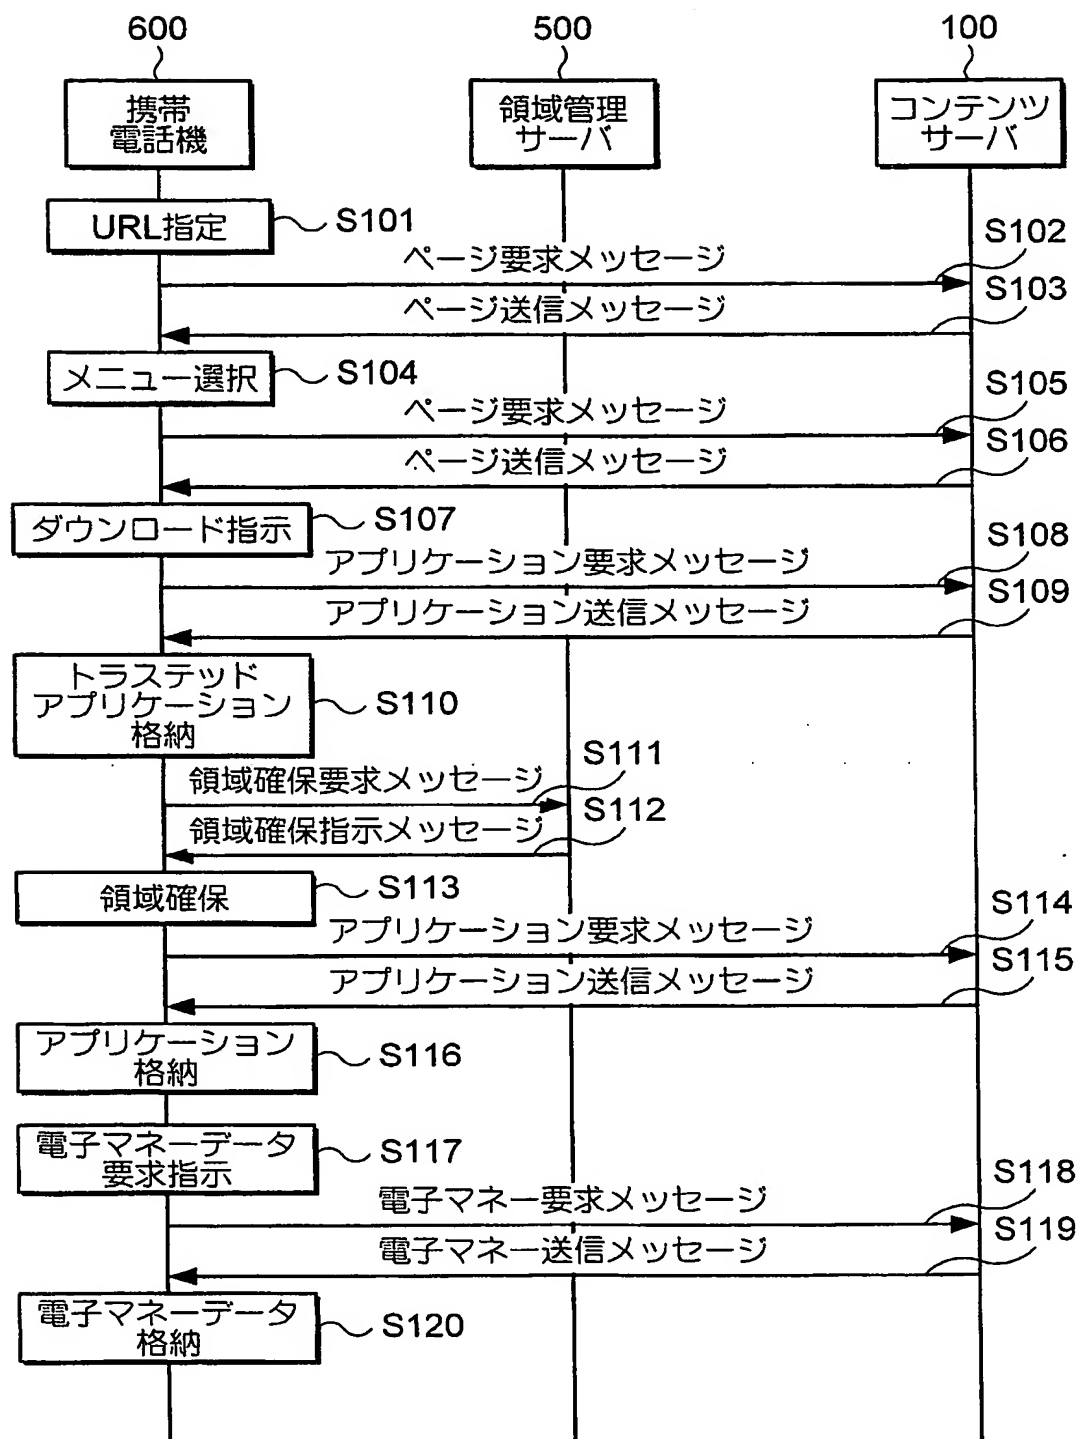 600
500
100
携帯
電話機
領域管理
サーバ
コンテンツ
サーバ
URL指定
S101
ページ要求メッセージ
S102
ページ送信メッセージ
S103
メニュー選択
S104
ページ要求メッセージ
S105
ページ送信メッセージ
S106
ダウンロード指示
S107
アプリケーション要求メッセージ
S108
アプリケーション送信メッセージ
S109
トラステッド
アプリケーション
格納
S110
領域確保要求メッセージ
S111
領域確保指示メッセージ
S112
領域確保
S113
アプリケーション要求メッセージ
S114
アプリケーション送信メッセージ
S115
アプリケーション
格納
S116
電子マネーデータ
要求指示
S117
電子マネー要求メッセージ
S118
電子マネー送信メッセージ
S119
電子マネーデータ
格納
S120